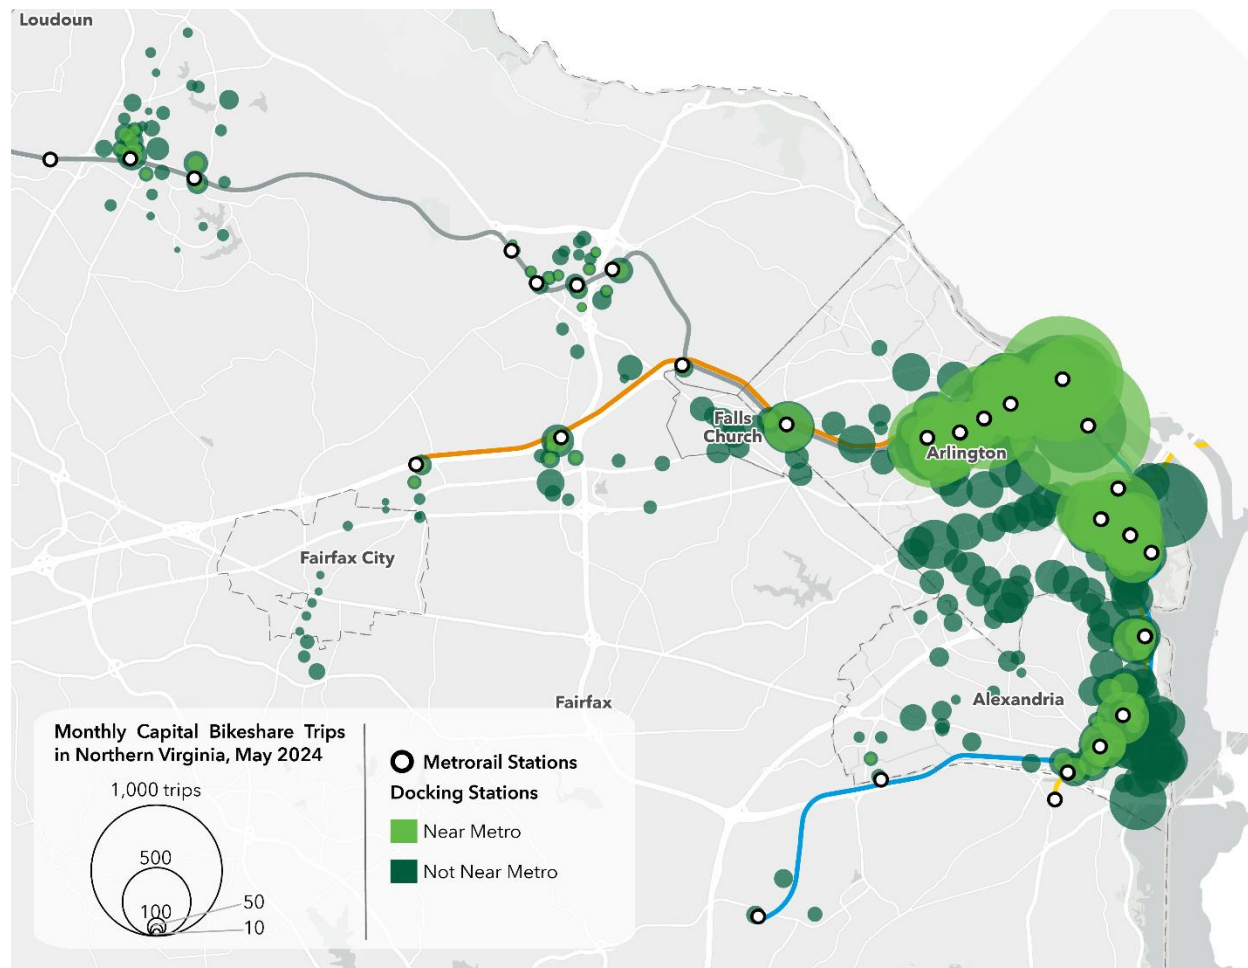 Loudoun
Falls
Church
Arlington
Fairfax City
Fairfax
Alexandria
Monthly Capital Bikeshare Trips
in Northern Virginia, May 2024
1,000 trips
500
100
50
10
Metrorail Stations
Docking Stations
Near Metro
Not Near Metro